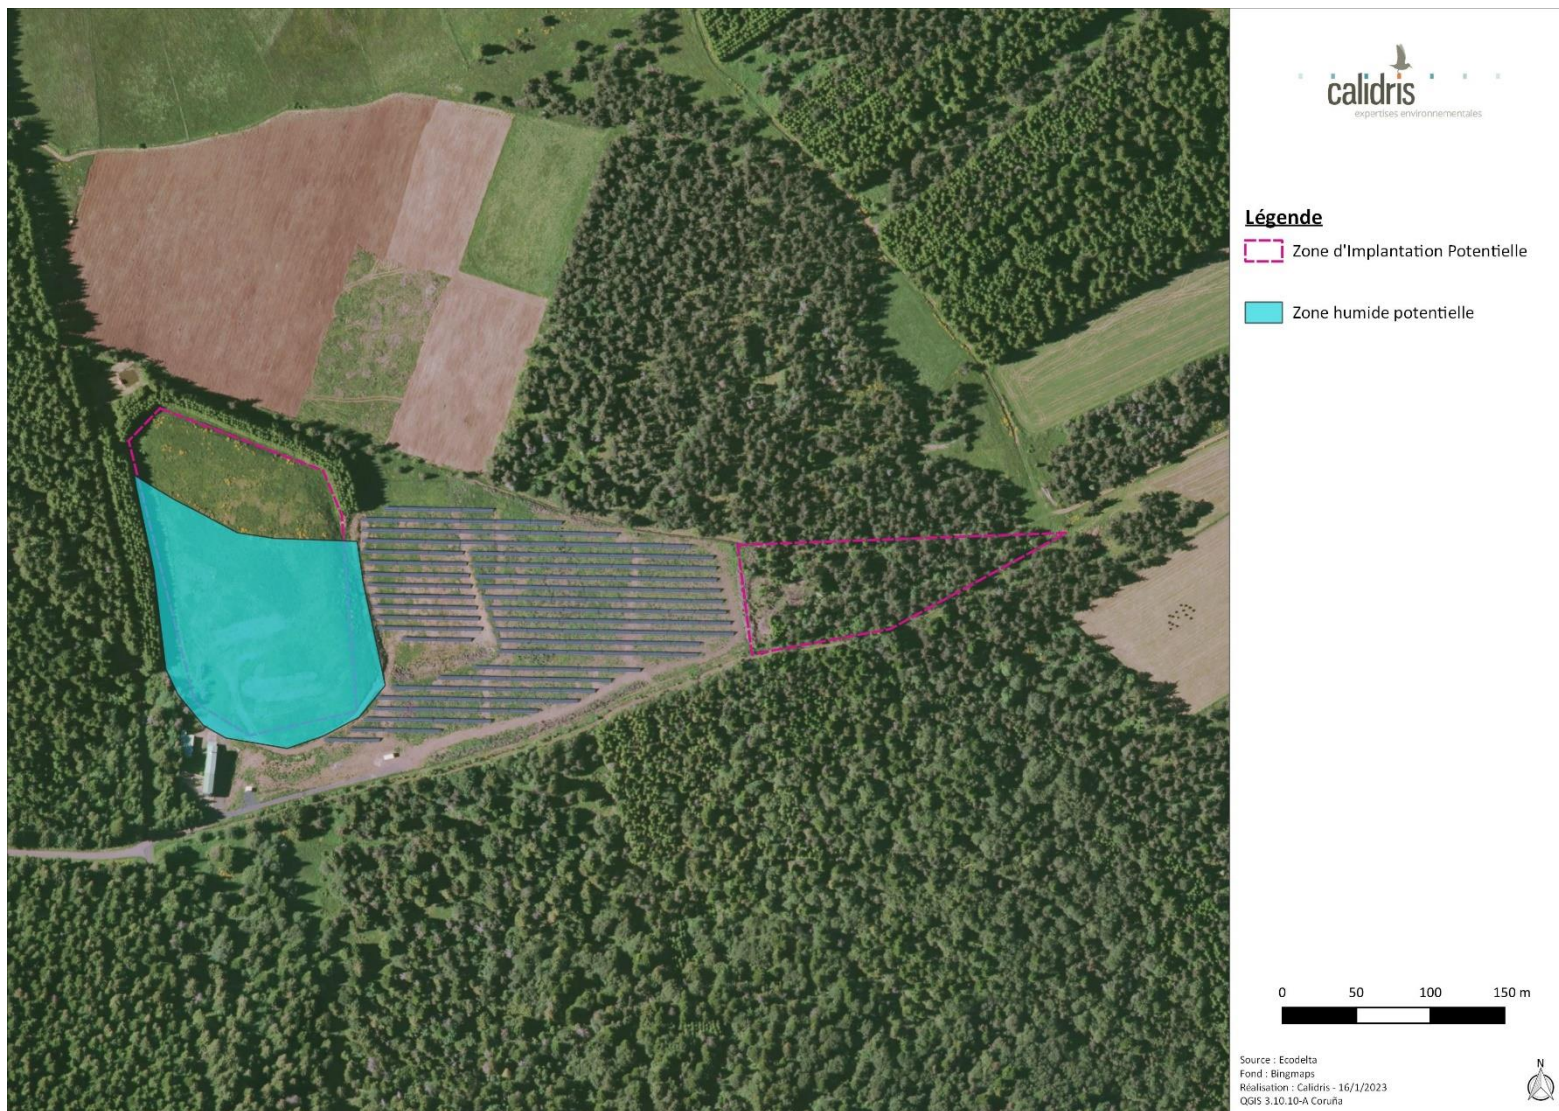 calidris
expertises environnementales
Légende
Zone d'Implantation Potentielle
Zone humide potentielle
0 50 100 150 m
Source : Ecodelta
Fond : Bingmaps
Réalisation : Calidris - 16/1/2023
QGIS 3.10.10-A Coruña
N